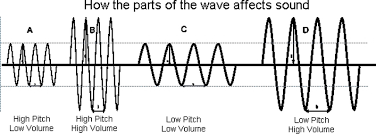 How the parts of the wave affects sound
A B C D
High Pitch High Pitch Low Pitch Low Pitch
Low Volume High Volume Low Volume High Volume